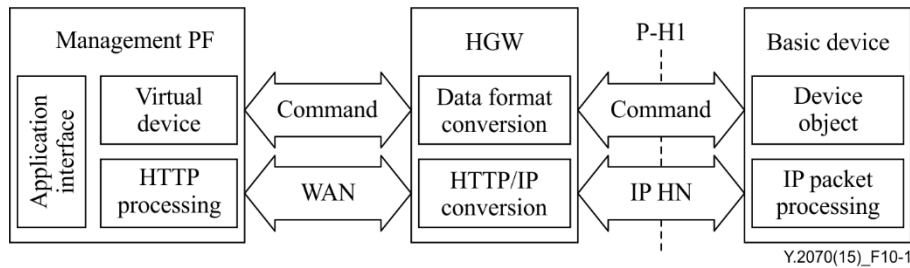 Management PF
Application
interface
Virtual
device
HTTP
processing
Command
WAN
HGW
Data format
conversion
HTTP/IP
conversion
P-H1
Command
IP HN
Basic device
Device
object
IP packet
processing
Y.2070(15)_F10-1